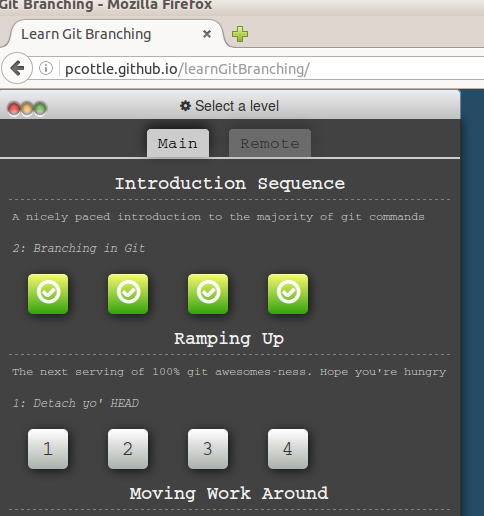 Git Branching - Mozilla Firefox
Learn Git Branching
pcottle.github.io/learnGitBranching/
Select a level
Main Remote
Introduction Sequence
A nicely paced introduction to the majority of git commands
2: Branching in Git
Ramping Up
The next serving of 100% git awesomes-ness. Hope you're hungry
1: Detach yo' HEAD
1 2 3 4
Moving Work Around